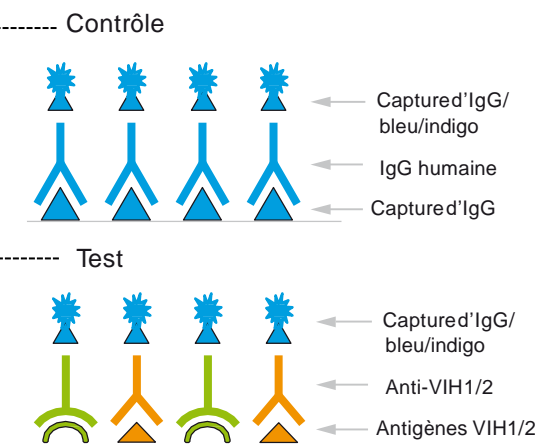 Contrôle
Captured’IgG/
bleu/indigo
IgG humaine
Captured’IgG
Test
Captured’IgG/
bleu/indigo
Anti-VIH1/2
Antigènes VIH1/2